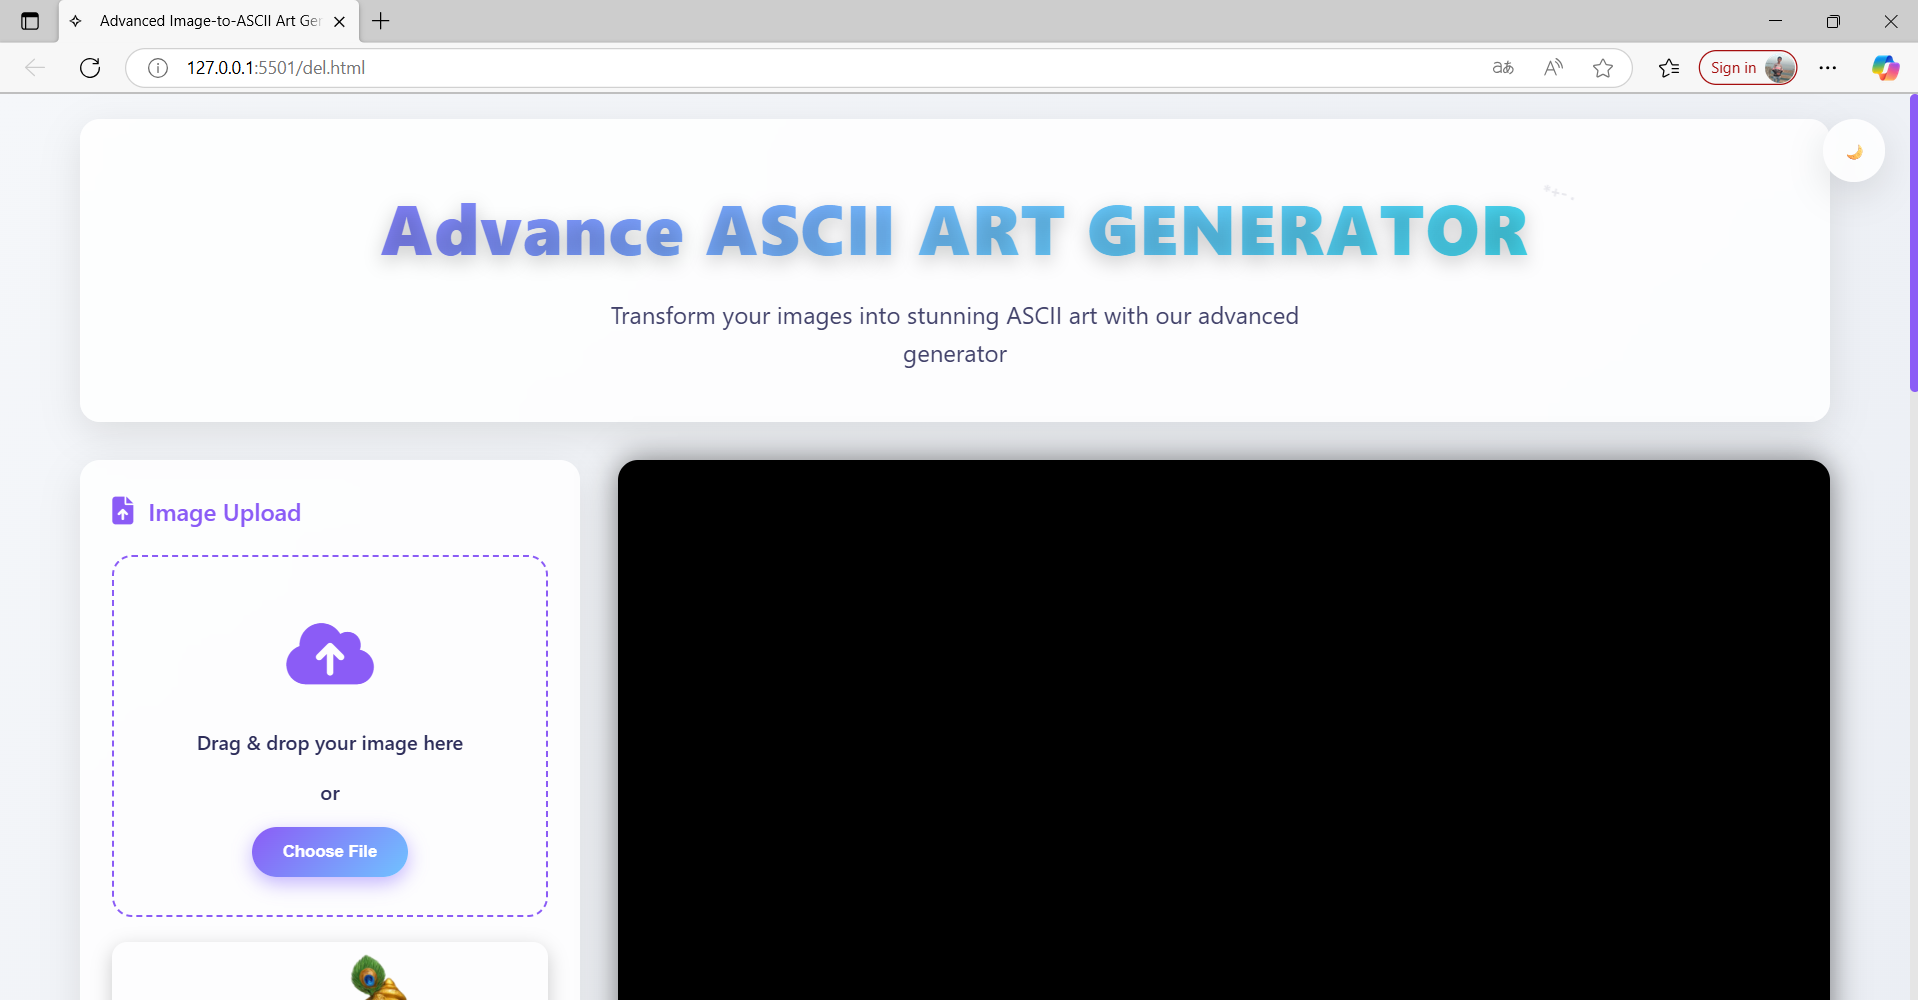 Advanced Image-to-ASCII Art Ger
127.0.0.1:5501/del.html
Sign in
Advance ASCII ART GENERATOR
Transform your images into stunning ASCII art with our advanced
generator
Image Upload
Drag & drop your image here
or
Choose File